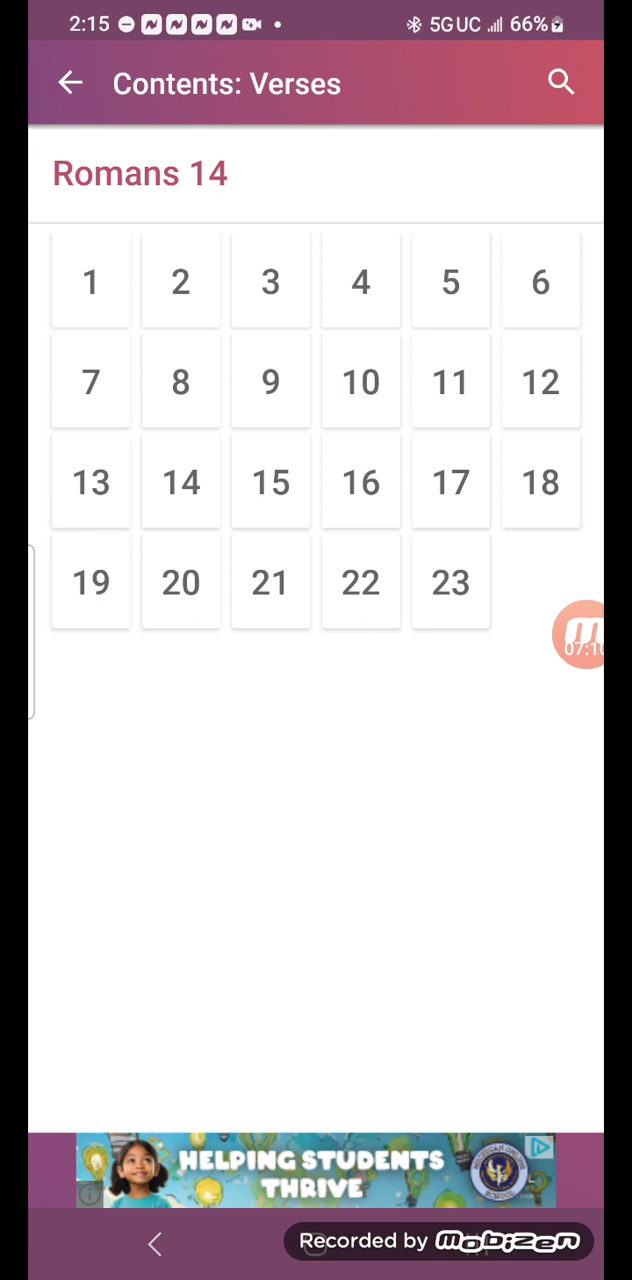 2:15 5G UC 66%
Contents: Verses
Romans 14
1 2 3 4 5 6
7 8 9 10 11 12
13 14 15 16 17 18
19 20 21 22 23
m
07:10
HELPING STUDENTS
THRIVE
Recorded by mobizen